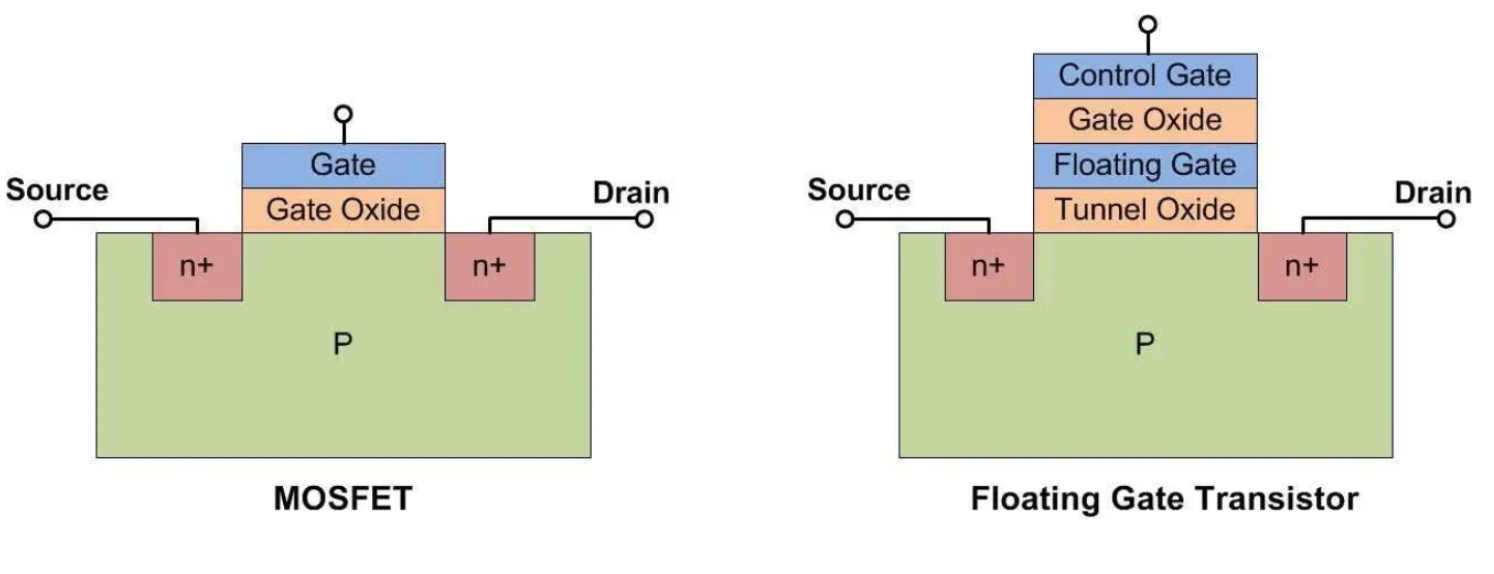 Gate
Gate Oxide
Source
Drain
n+
n+
P
MOSFET
Control Gate
Gate Oxide
Floating Gate
Tunnel Oxide
Source
Drain
n+
n+
P
Floating Gate Transistor